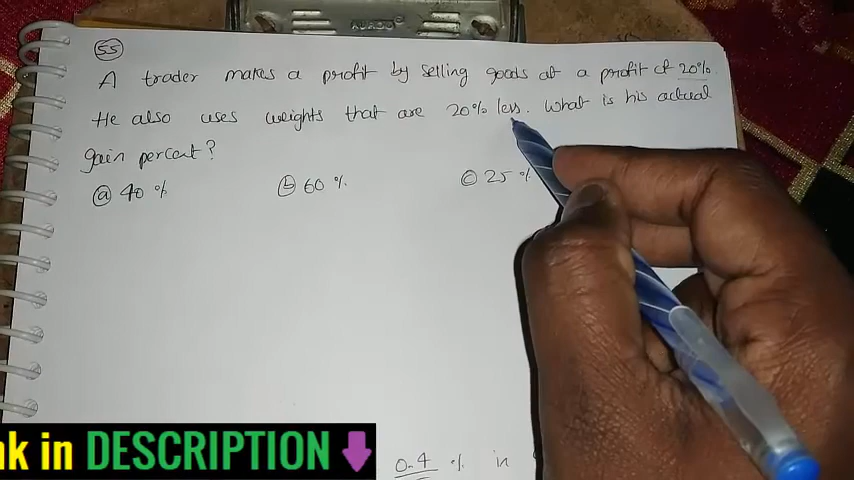 55
A trader makes a profit by selling goods at a profit of 20%.
He also uses weights that are 20% less. What is his actual
gain percent?
a 40 % b 60 % c 25 %
nk in DESCRIPTION
0.4 % in